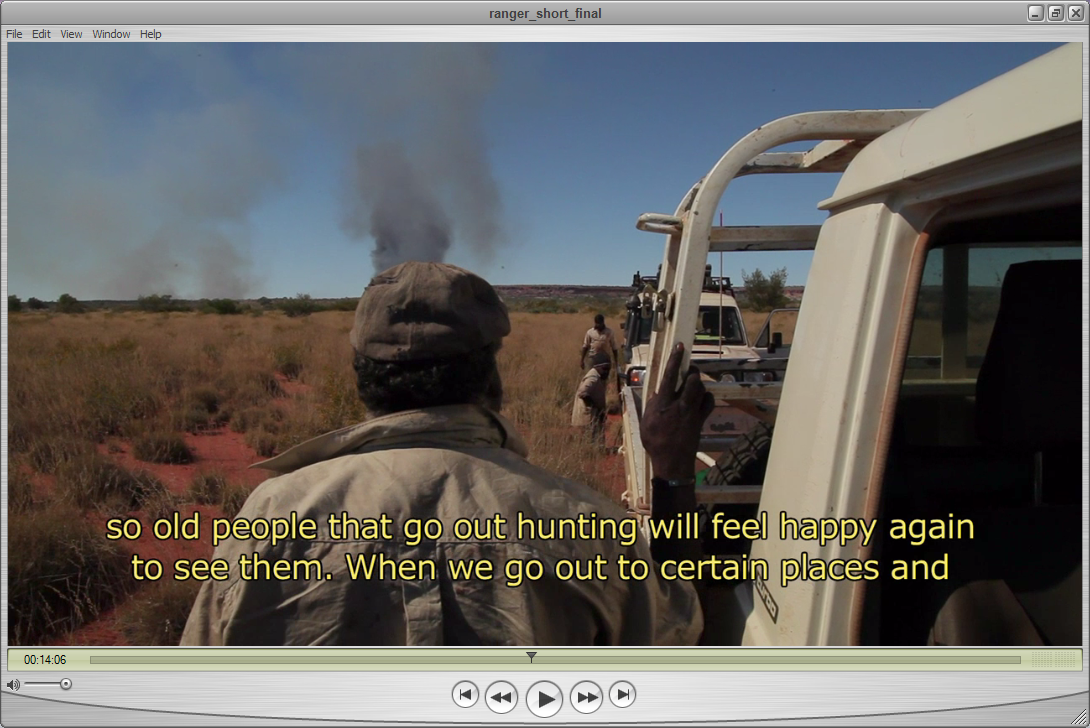 ranger_short_final
File Edit View Window Help
so old people that go out hunting will feel happy again
to see them. When we go out to certain places and
00:14:06